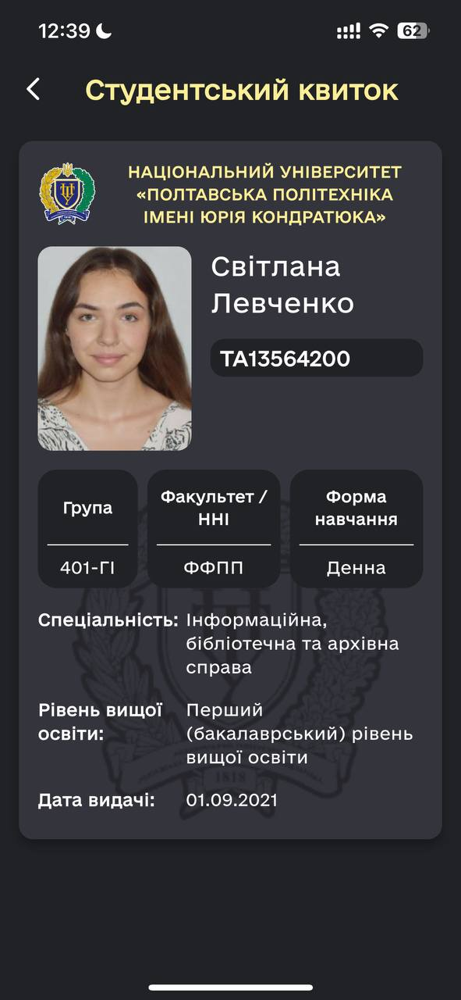 12:39
62
Студентський квиток
НАЦІОНАЛЬНИЙ УНІВЕРСИТЕТ
«ПОЛТАВСЬКА ПОЛІТЕХНІКА
ІМЕНІ ЮРІЯ КОНДРАТЮКА»
Світлана
Левченко
TA13564200
Група
401-ГІ
Факультет /
ННІ
ФФПП
Форма
навчання
Денна
Спеціальність: Інформаційна,
бібліотечна та архівна
справа
Рівень вищої
освіти:
Перший
(бакалаврський) рівень
вищої освіти
1818
Дата видачі: 01.09.2021